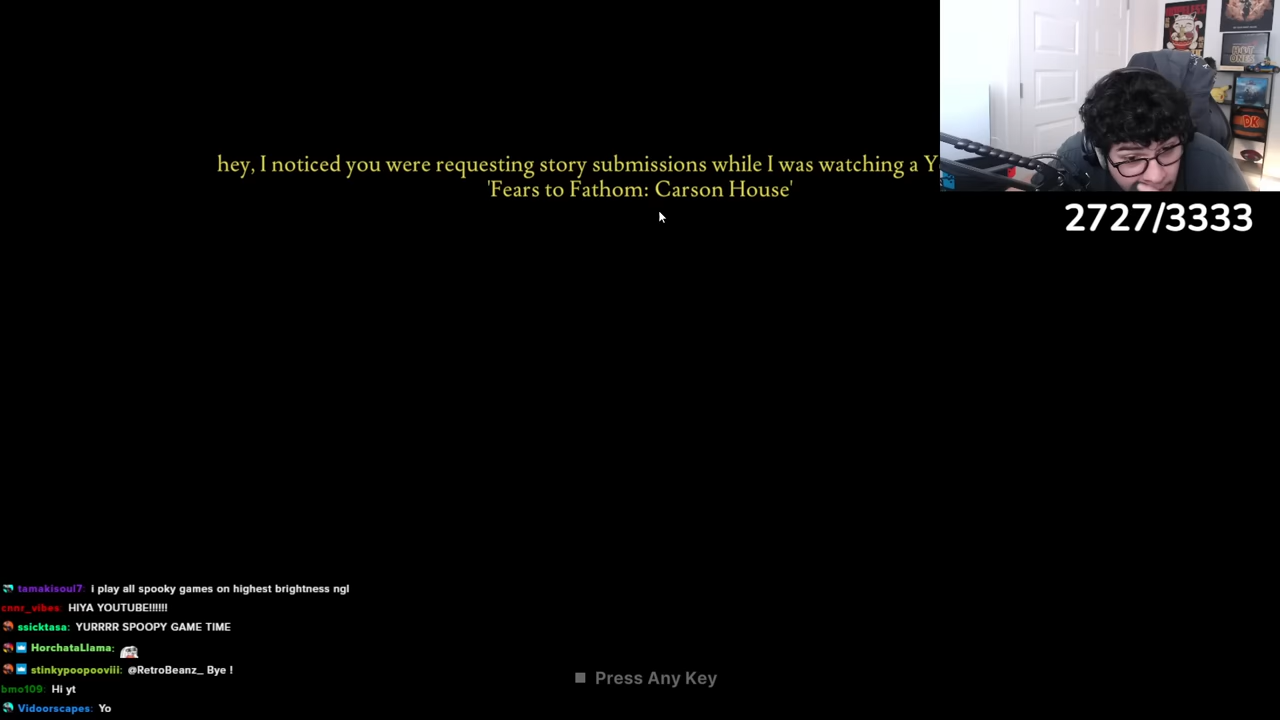 hey, I noticed you were requesting story submissions while I was watching a Y
'Fears to Fathom: Carson House'
2727/3333
tamakisoul7: i play all spooky games on highest brightness ngl
cnnr_vibes: HIYA YOUTUBE!!!!!!
ssicktasa: YURRRR SPOOPY GAME TIME
HorchataLlama:
stinkypoopooviii: @RetroBeanz_ Bye !
bmo109: Hi yt
Vidoorscapes: Yo
Press Any Key
DK